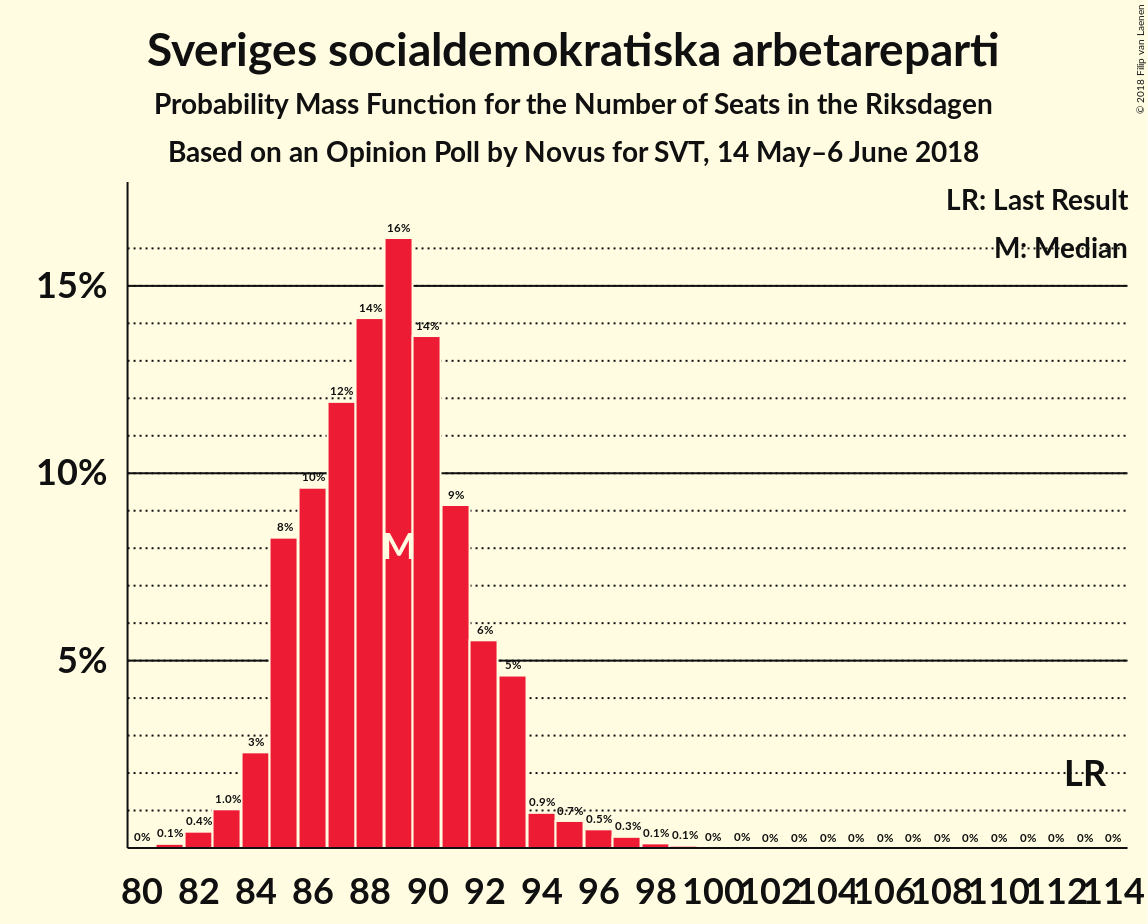 Sveriges socialdemokratiska arbetareparti
Probability Mass Function for the Number of Seats in the Riksdagen
Based on an Opinion Poll by Novus for SVT, 14 May–6 June 2018
© 2018 Filip van Laenen
LR: Last Result
M: Median
15%
10%
5%
0% 0.1% 0.4% 1.0% 3% 8% 10% 12% 14% 16% 14% 9% 6% 5% 0.9% 0.7% 0.5% 0.3% 0.1% 0.1% 0% 0% 0% 0% 0% 0% 0% 0% 0% 0% 0% 0% 0% 0% 0%
M
LR
80 82 84 86 88 90 92 94 96 98 100 102 104 106 108 110 112 114